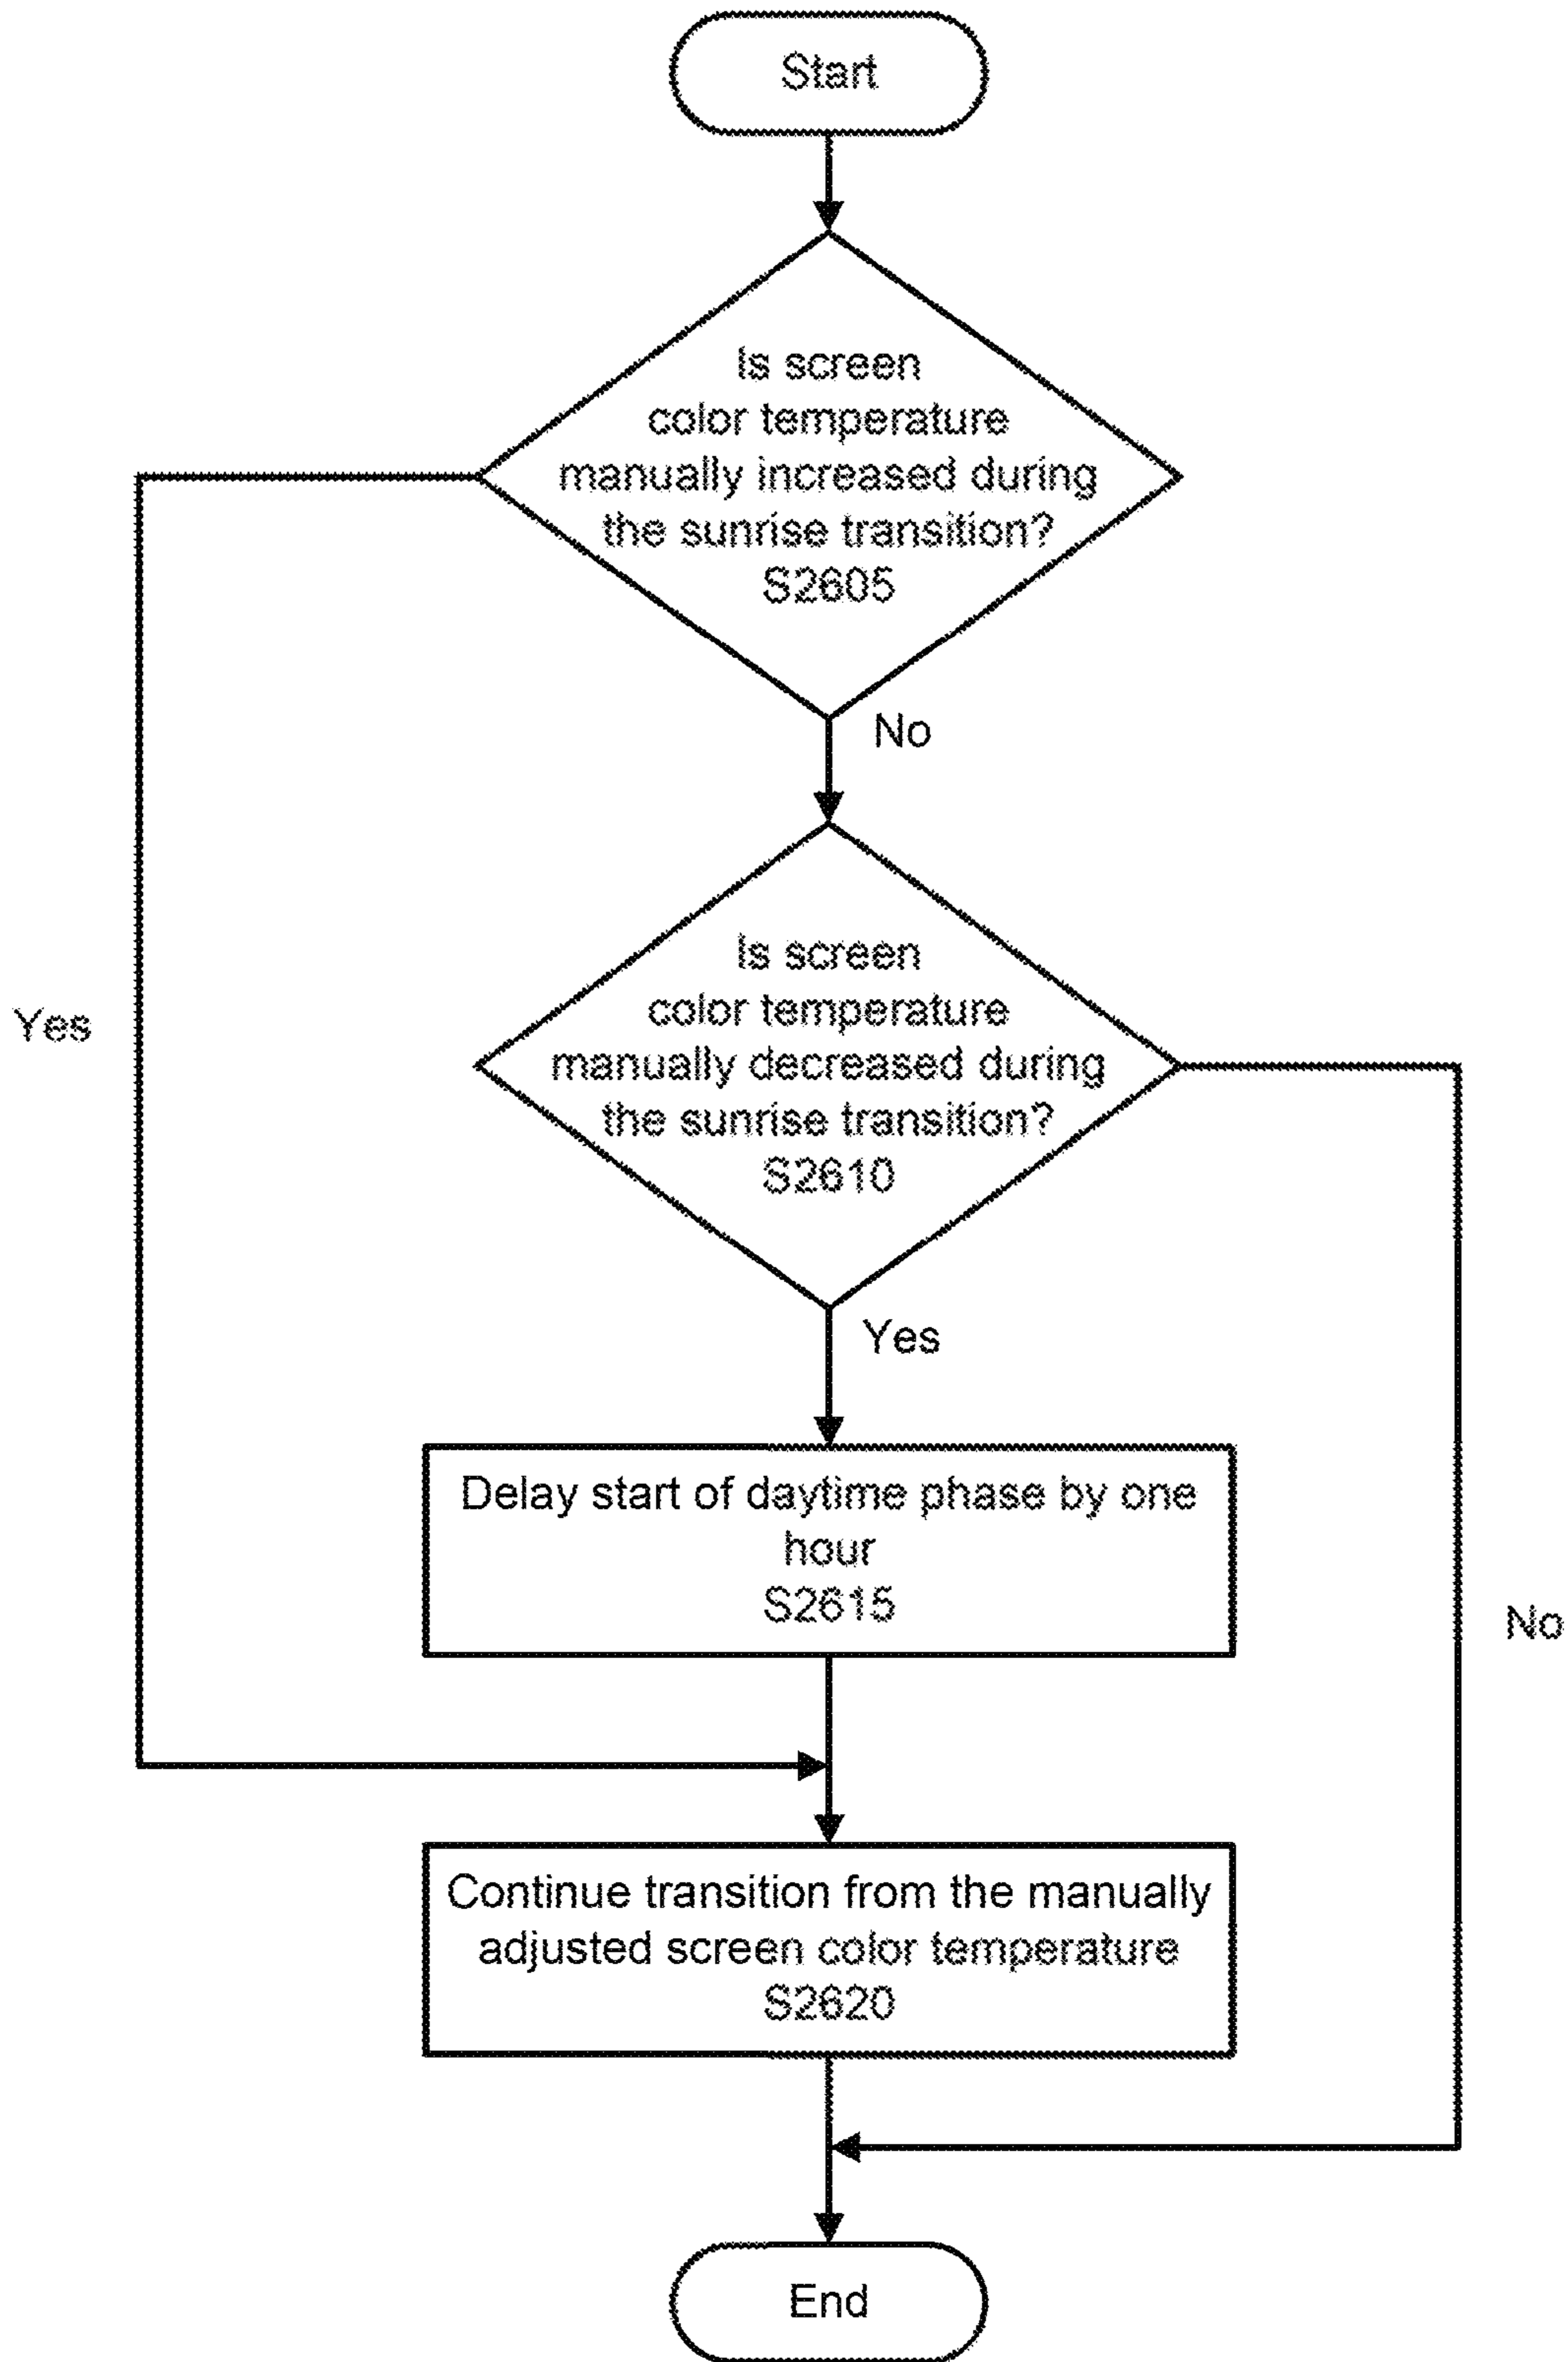 Start
Is screen
color temperature
manually increased during
the sunrise transition?
S2605
No
Is screen
color temperature
manually decreased during
the sunrise transition?
S2610
Yes
Yes
Delay start of daytime phase by one
hour
S2615
No
Continue transition from the manually
adjusted screen color temperature
S2620
End